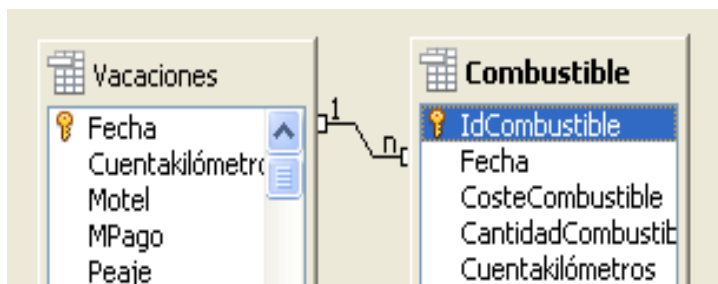 Vacaciones
Fecha
Cuentakilómetro
Motel
MPago
Peaje
1
n
Combustible
IdCombustible
Fecha
CosteCombustible
CantidadCombustib
Cuentakilómetros